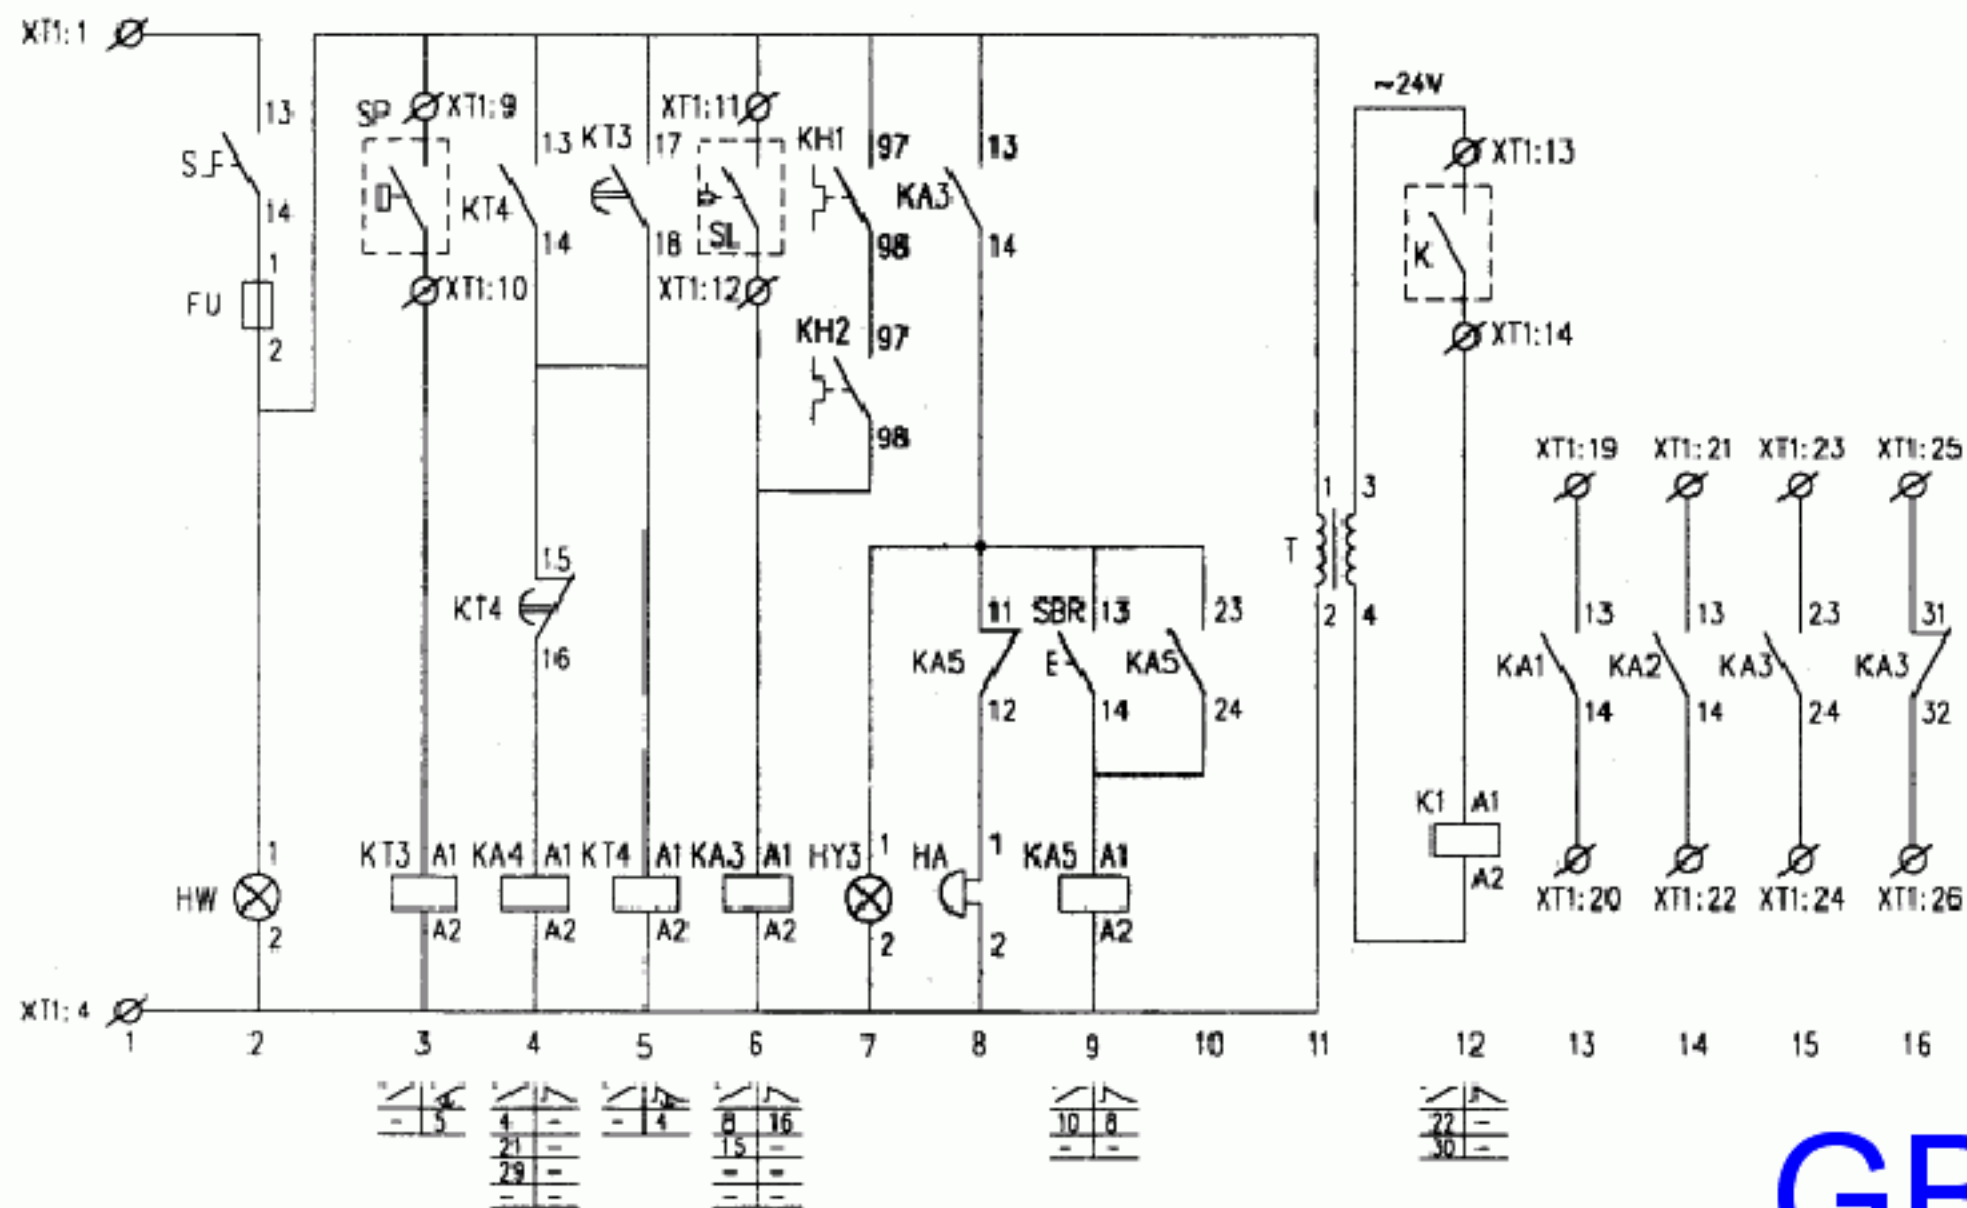 XT1:1
~24V
13
SP
XT1:9
XT1:11
13
KT3
17
KH1
97
13
XT1:13
SF
14
KT4
14
18
SL
98
KA3
14
K
1
FU
2
XT1:10
XT1:12
KH2
97
98
XT1:14
XT1:19
XT1:21
XT1:23
XT1:25
1
3
T
2
4
15
KT4
16
11
SBR
13
23
KA5
E
KA5
12
14
24
13
13
23
31
KA1
KA2
KA3
KA3
14
14
24
32
K1
A1
A2
1
KT3
A1
KA4
A1
KT4
A1
KA3
A1
HY3
1
HA
1
KA5
A1
HW
2
A2
A2
A2
A2
2
2
A2
XT1:20
XT1:22
XT1:24
XT1:26
XT1:4
1 2 3 4 5 6 7 8 9 10 11 12 13 14 15 16
- 5
4 -
- 4
8 16
10 8
22 -
21 -
15 -
- -
30 -
29 -
- -
- -
- -